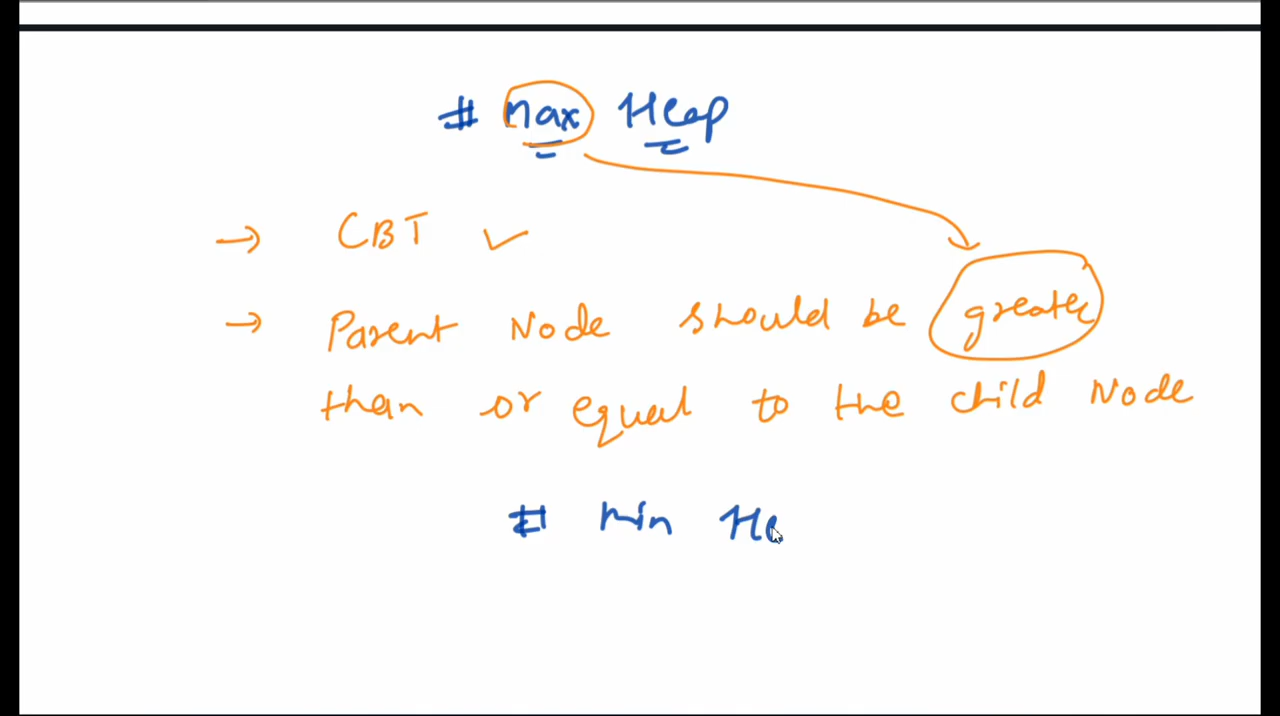 # Max Heap
→ CBT ✓
→ Parent Node should be greater
than or equal to the child Node
# Min He